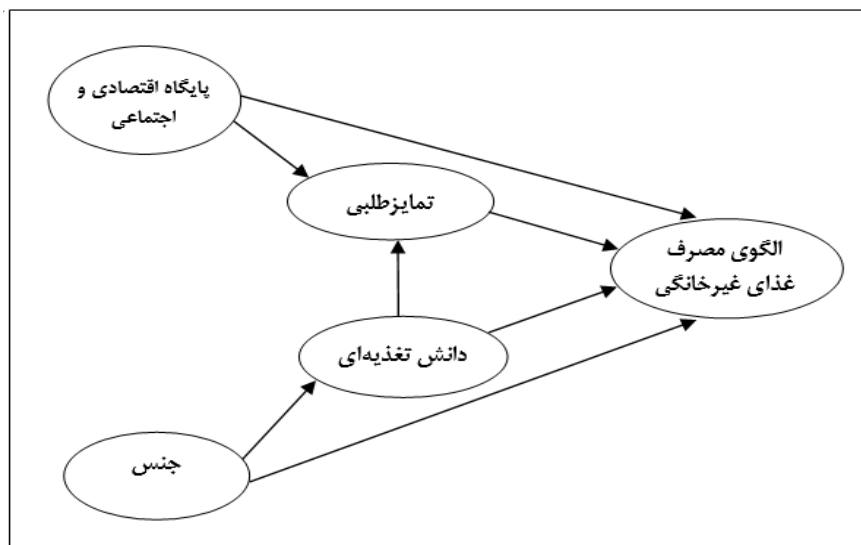 پایگاه اقتصادی و
اجتماعی
تمایزطلبی
الگوی مصرف
غذای غیرخانگی
دانش تغذیه‌ای
جنس